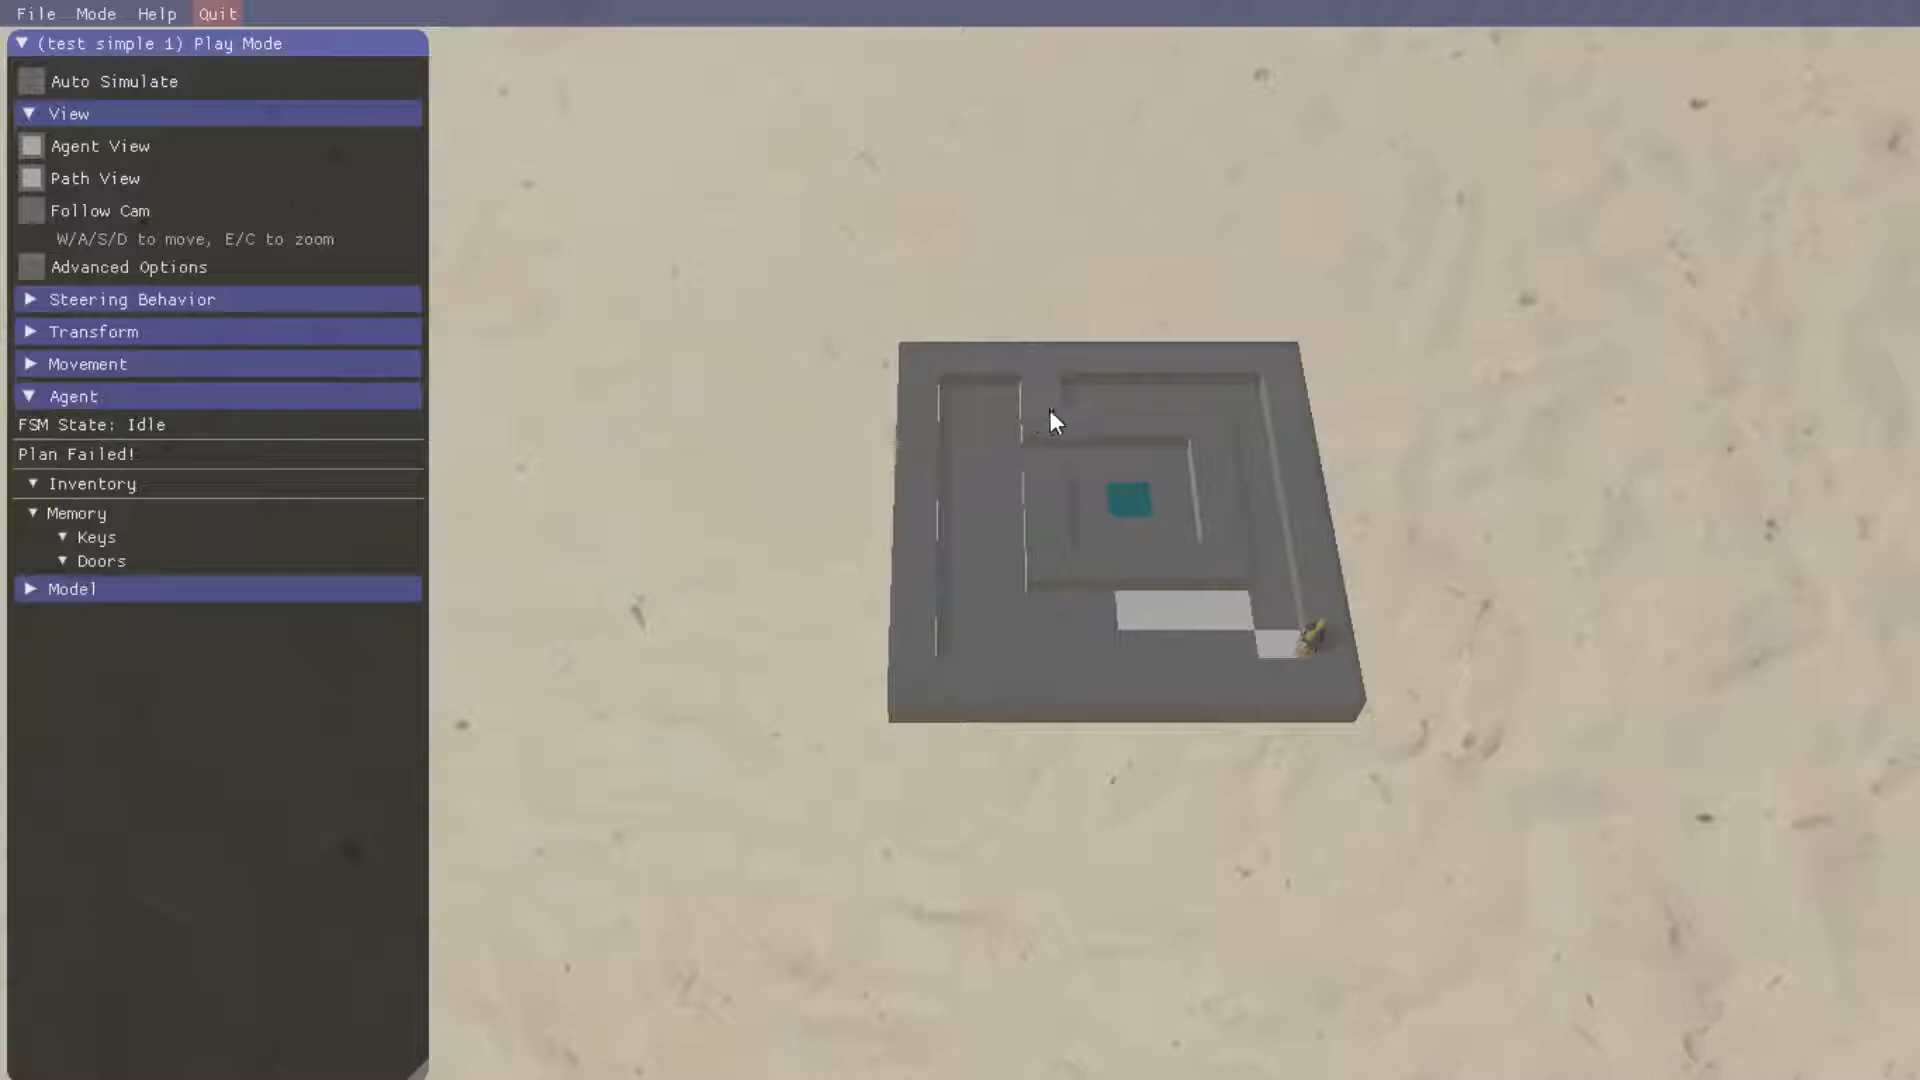 File Mode Help Quit
(test simple 1) Play Mode
Auto Simulate
View
Agent View
Path View
Follow Cam
W/A/S/D to move, E/C to zoom
Advanced Options
Steering Behavior
Transform
Movement
Agent
FSM State: Idle
Plan Failed!
Inventory
Memory
Keys
Doors
Model